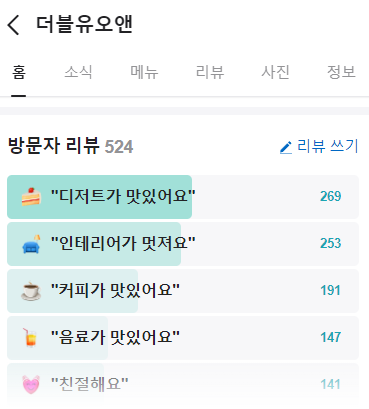 더블유오앤
홈 소식 메뉴 리뷰 사진 정보
방문자 리뷰 524 리뷰 쓰기
"디저트가 맛있어요" 269
"인테리어가 멋져요" 253
"커피가 맛있어요" 191
"음료가 맛있어요" 147
"친절해요" 141